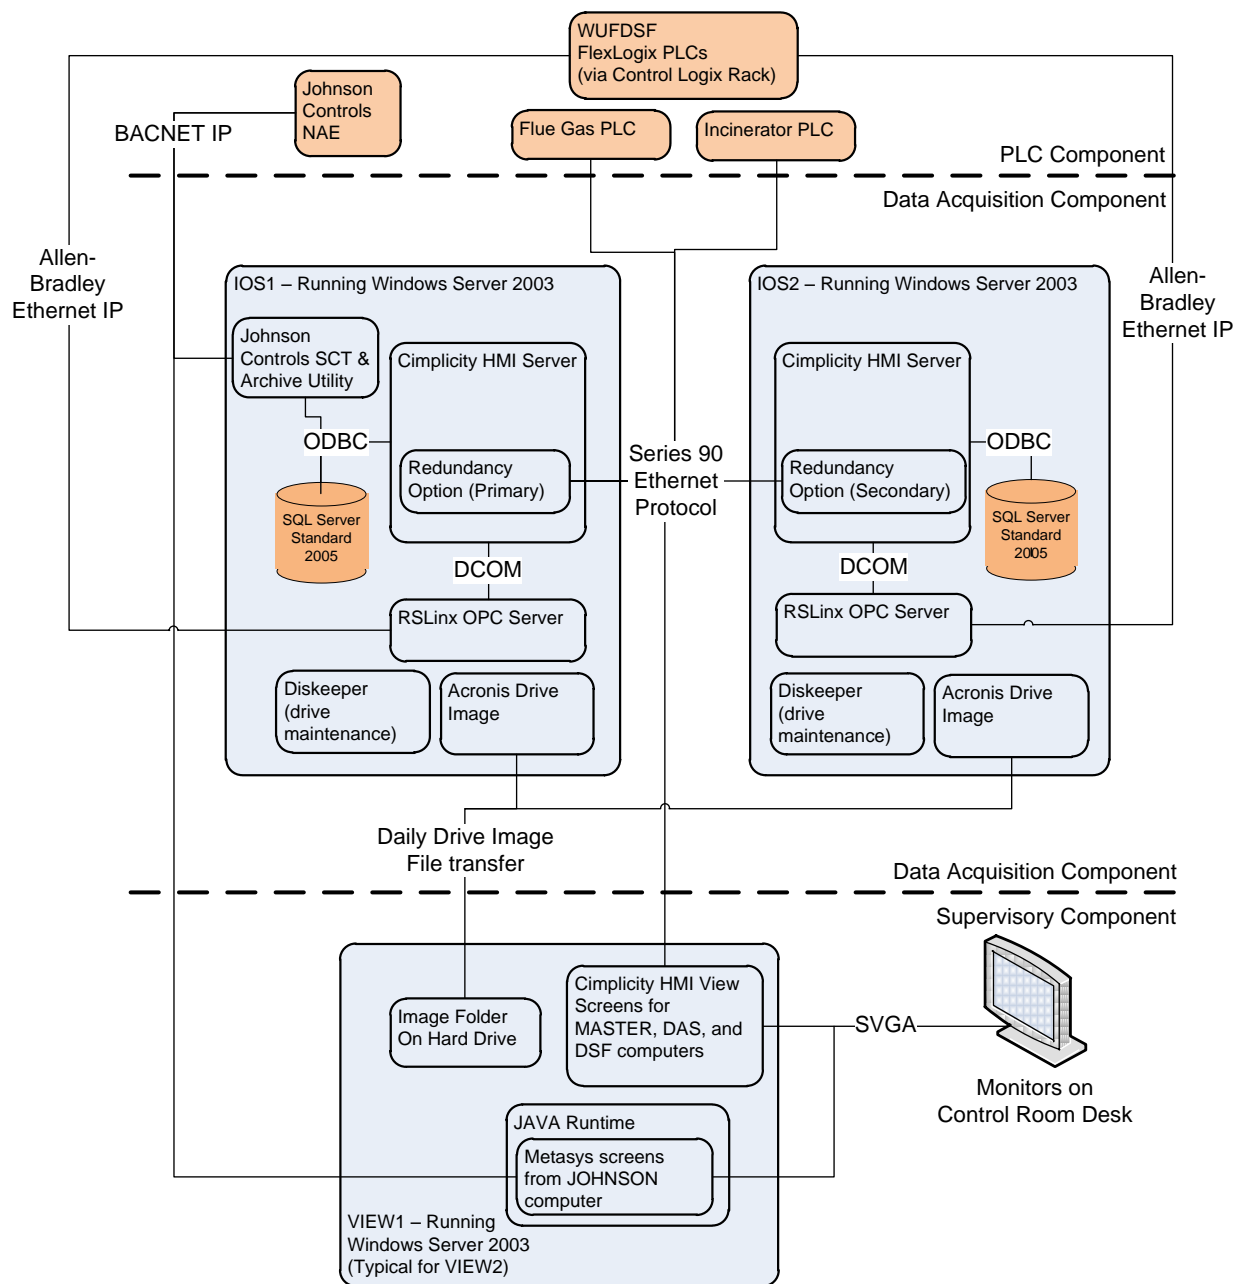 WUFDSF
FlexLogix PLCs
(via Control Logix Rack)
Johnson
Controls
NAE
BACNET IP
Flue Gas PLC
Incinerator PLC
PLC Component
Data Acquisition Component
Allen-
Bradley
Ethernet IP
IOS1 – Running Windows Server 2003
IOS2 – Running Windows Server 2003
Allen-
Bradley
Ethernet IP
Johnson
Controls SCT &
Archive Utility
Cimplicity HMI Server
Cimplicity HMI Server
ODBC
ODBC
Redundancy
Option (Primary)
Series 90
Ethernet
Protocol
Redundancy
Option (Secondary)
SQL Server
Standard
2005
SQL Server
Standard
2005
DCOM
DCOM
RSLinx OPC Server
RSLinx OPC Server
Diskeeper
(drive
maintenance)
Acronis Drive
Image
Diskeeper
(drive
maintenance)
Acronis Drive
Image
Daily Drive Image
File transfer
Data Acquisition Component
Supervisory Component
Image Folder
On Hard Drive
Cimplicity HMI View
Screens for
MASTER, DAS, and
DSF computers
SVGA
Monitors on
Control Room Desk
JAVA Runtime
Metasys screens
from JOHNSON
computer
VIEW1 – Running
Windows Server 2003
(Typical for VIEW2)